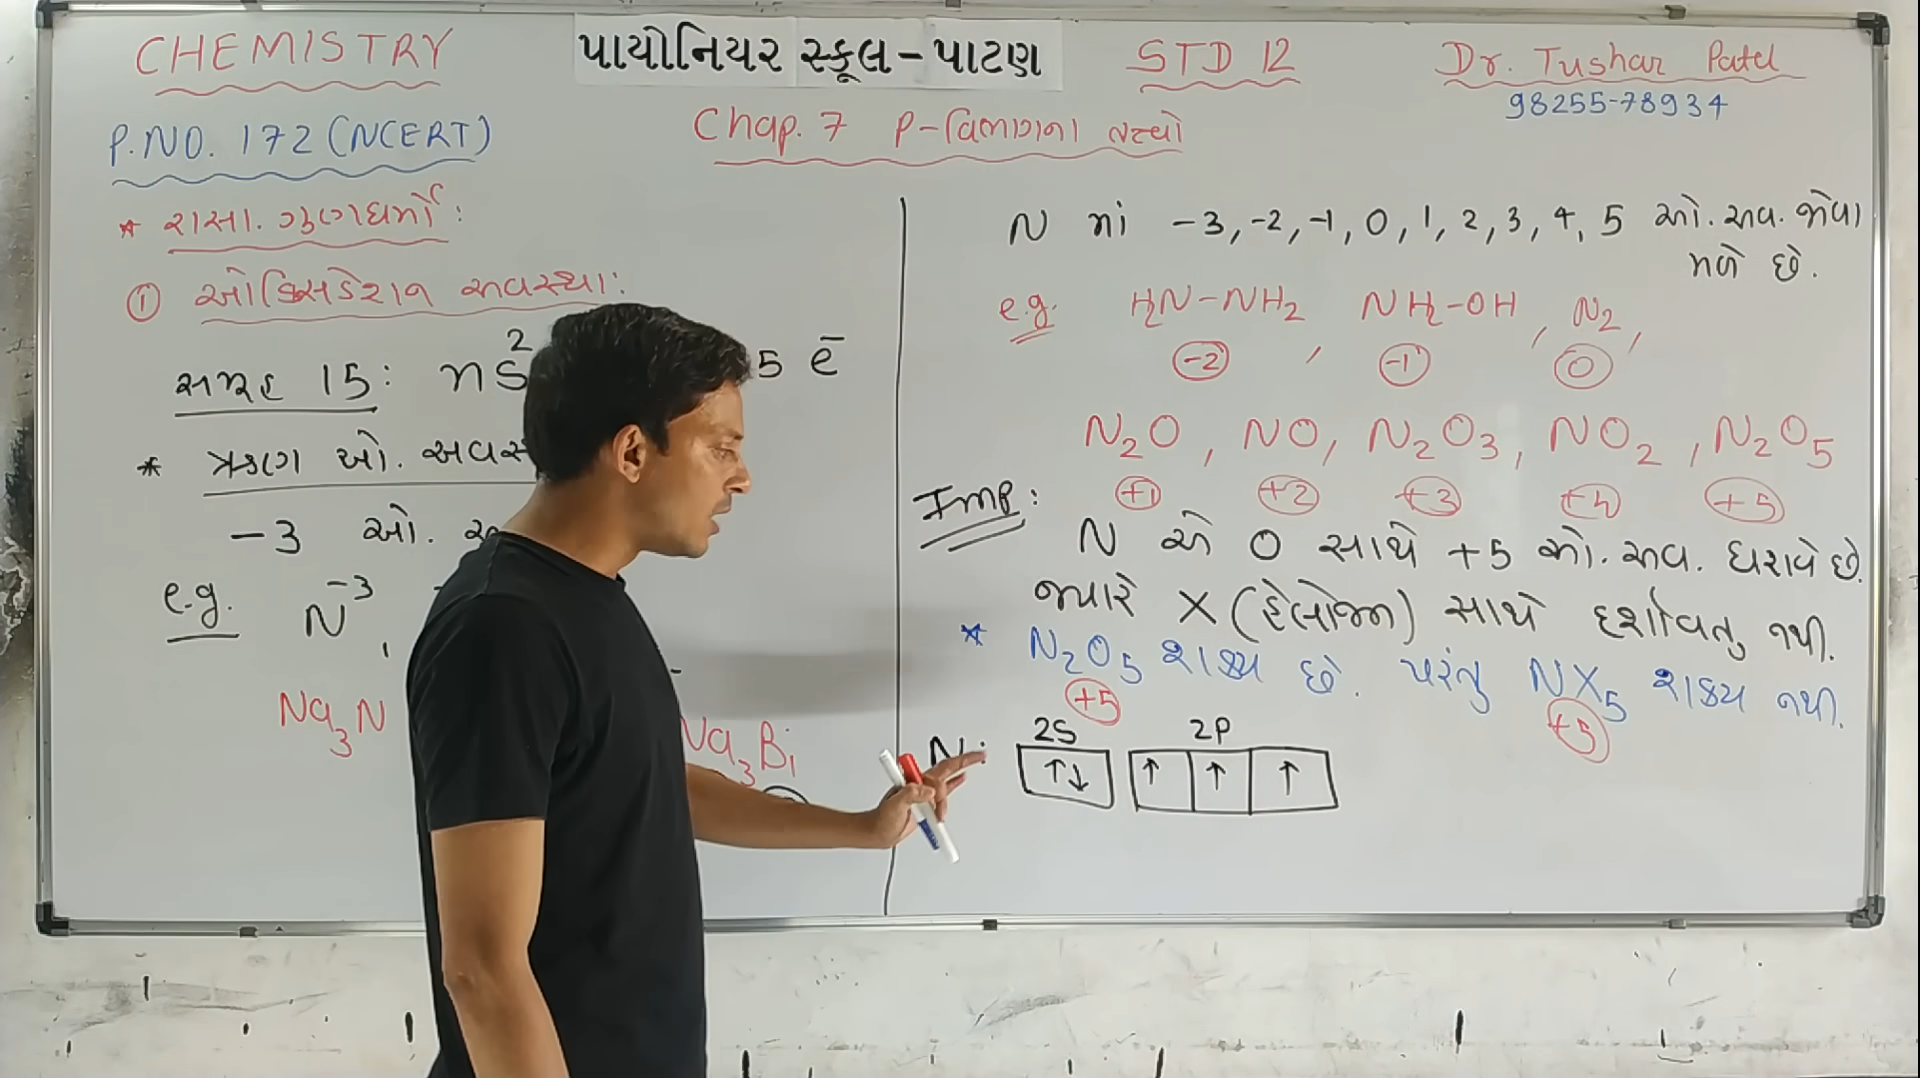 CHEMISTRY
પાયોનિયર સ્કૂલ - પાટણ
STD 12
Dr. Tushar Patel
98255-78934
P.NO. 172 (NCERT)
Chap. 7 P-વિભાગના તત્વો
* રાસા. ગુણધર્મો :
① ઓક્સિડેશન અવસ્થા :
સમૂહ 15 : ns²
5 e⁻
* ઋણ ઓ. અવસ્
-3 ઓ.
e.g. N⁻³ ,
Na₃N
Na₃Bi
N માં -3, -2, -1, 0, 1, 2, 3, 4, 5 ઓ. અવ. જોવા
મળે છે.
e.g. H₂N-NH₂ , NH₂-OH , N₂ ,
-2 -1 0
N₂O , NO , N₂O₃ , NO₂ , N₂O₅
+1 +2 +3 +4 +5
Imp :
N એ O સાથે +5 ઓ. અવ. ધરાવે છે.
જ્યારે X (હેલોજન) સાથે દર્શાવતુ નથી.
* N₂O₅ શક્ય છે. પરંતુ NX₅ શક્ય નથી.
+5 +5
2S 2P
N : ↑↓ ↑ ↑ ↑